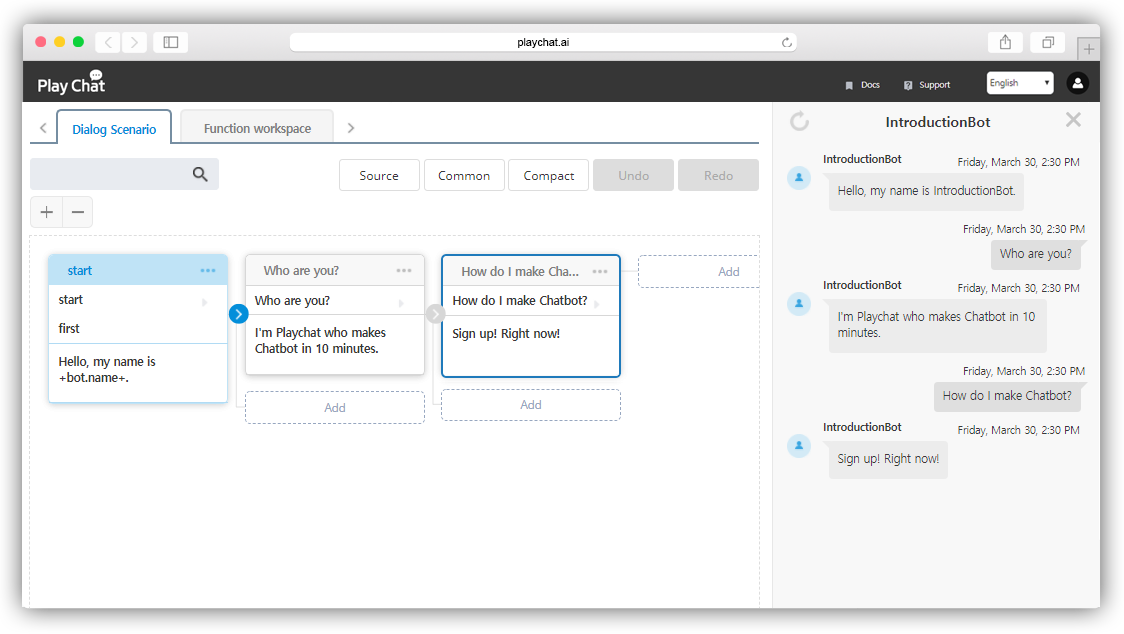 playchat.ai
Play Chat
Docs
Support
English
Dialog Scenario
Function workspace
Source
Common
Compact
Undo
Redo
start
start
first
Hello, my name is
+bot.name+.
Who are you?
Who are you?
I'm Playchat who makes
Chatbot in 10 minutes.
Add
How do I make Cha...
How do I make Chatbot?
Sign up! Right now!
Add
Add
IntroductionBot
IntroductionBot
Friday, March 30, 2:30 PM
Hello, my name is IntroductionBot.
Friday, March 30, 2:30 PM
Who are you?
IntroductionBot
Friday, March 30, 2:30 PM
I'm Playchat who makes Chatbot in 10
minutes.
Friday, March 30, 2:30 PM
How do I make Chatbot?
IntroductionBot
Friday, March 30, 2:30 PM
Sign up! Right now!